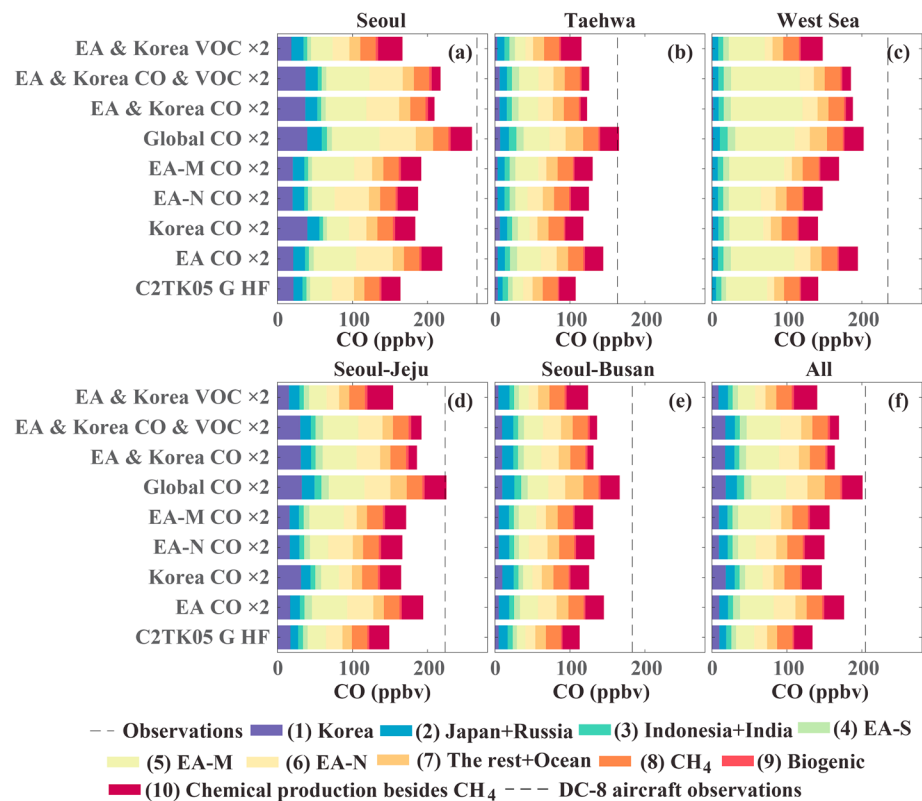 Seoul Taehwa West Sea
EA & Korea VOC ×2 (a) (b) (c)
EA & Korea CO & VOC ×2
EA & Korea CO ×2
Global CO ×2
EA-M CO ×2
EA-N CO ×2
Korea CO ×2
EA CO ×2
C2TK05 G HF
0 100 200 0 100 200 0 100 200
CO (ppbv) CO (ppbv) CO (ppbv)
Seoul-Jeju Seoul-Busan All
EA & Korea VOC ×2 (d) (e) (f)
EA & Korea CO & VOC ×2
EA & Korea CO ×2
Global CO ×2
EA-M CO ×2
EA-N CO ×2
Korea CO ×2
EA CO ×2
C2TK05 G HF
0 100 200 0 100 200 0 100 200
CO (ppbv) CO (ppbv) CO (ppbv)
Observations (1) Korea (2) Japan+Russia (3) Indonesia+India (4) EA-S
(5) EA-M (6) EA-N (7) The rest+Ocean (8) CH₄ (9) Biogenic
(10) Chemical production besides CH₄ DC-8 aircraft observations